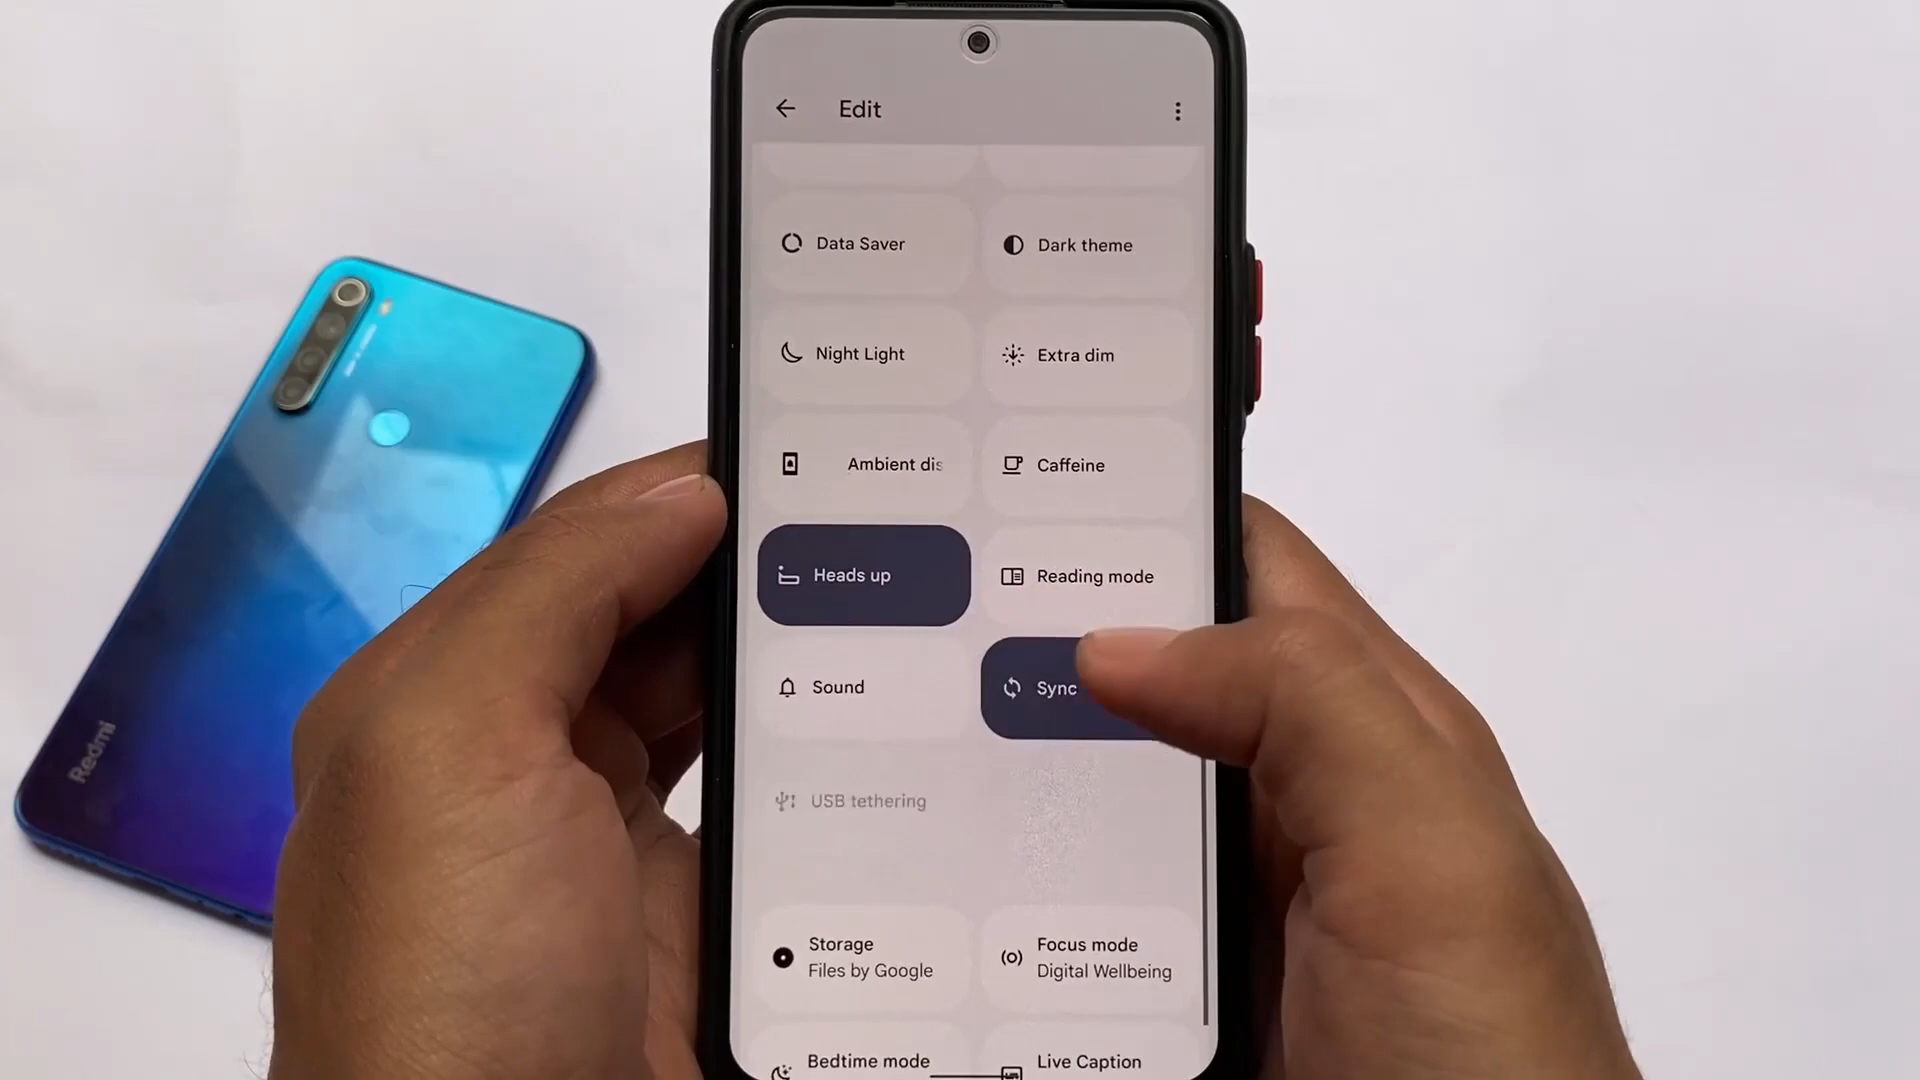 Edit
Data Saver
Dark theme
Night Light
Extra dim
Ambient dis
Caffeine
Heads up
Reading mode
Sound
Sync
USB tethering
Storage
Files by Google
Focus mode
Digital Wellbeing
Bedtime mode
Live Caption
Redmi